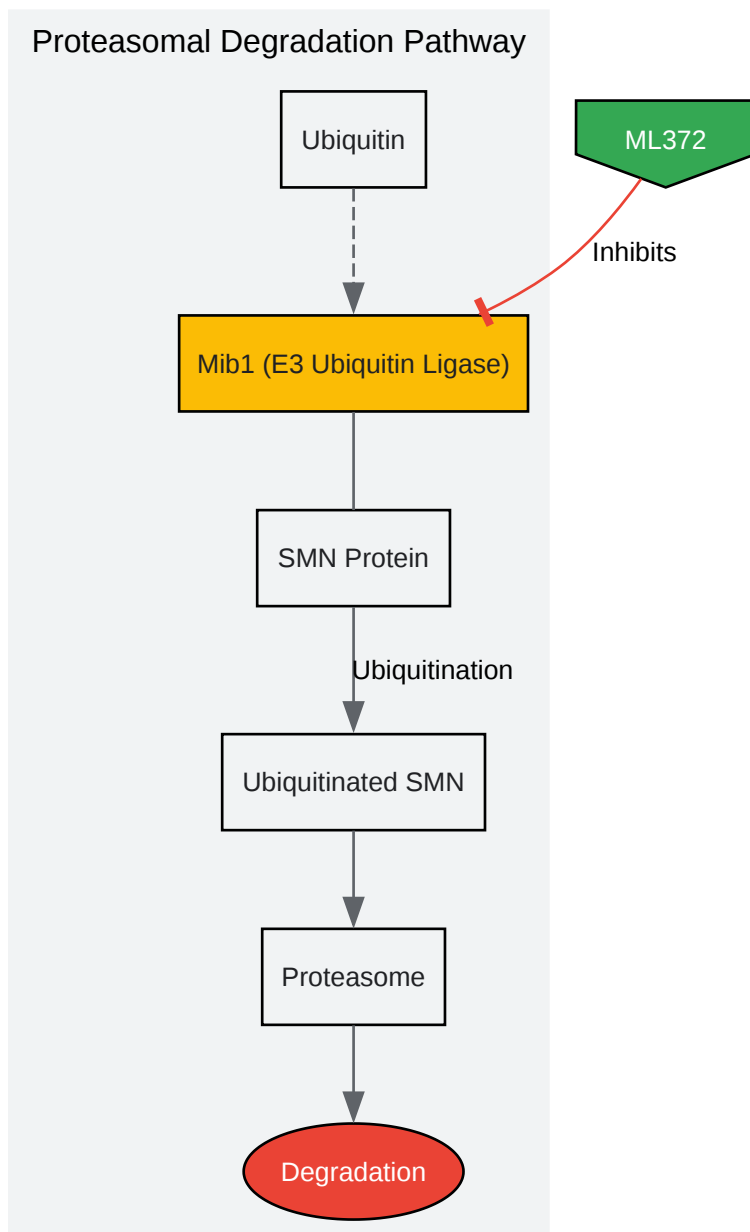 Proteasomal Degradation Pathway
Ubiquitin
ML372
Inhibits
Mib1 (E3 Ubiquitin Ligase)
SMN Protein
Ubiquitination
Ubiquitinated SMN
Proteasome
Degradation